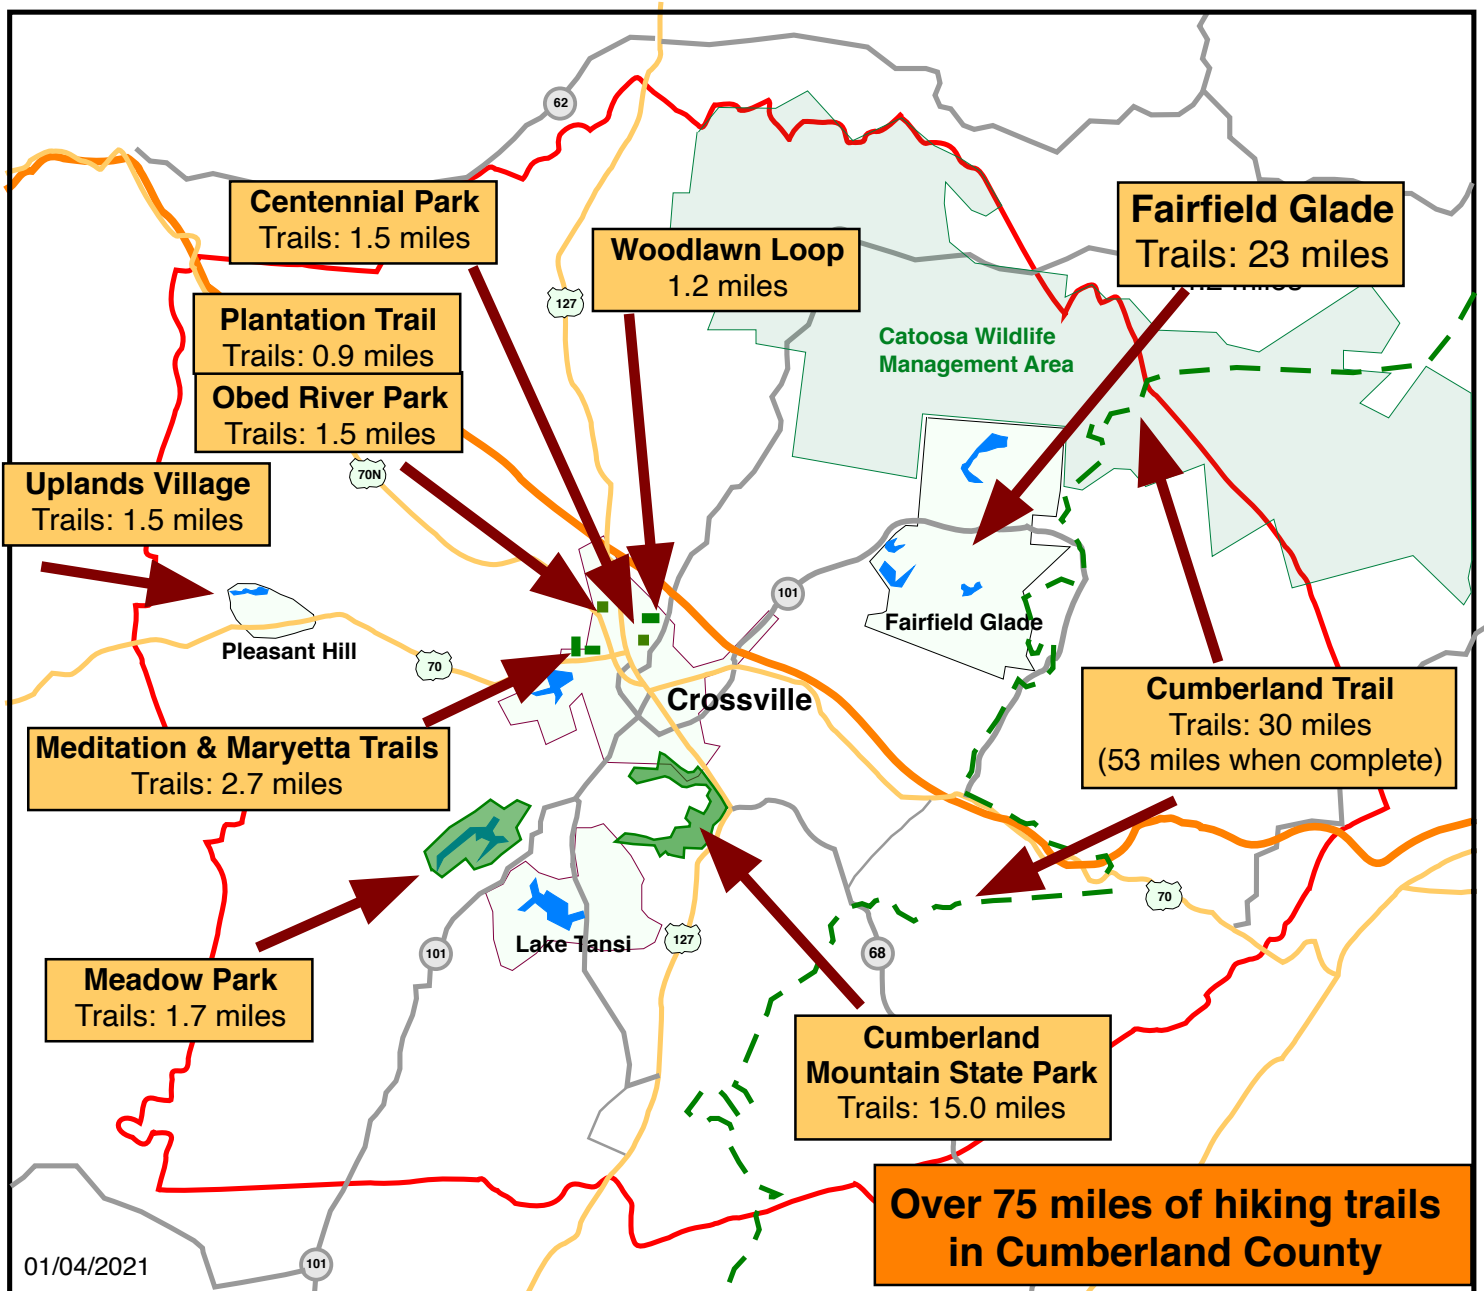 62
Centennial Park
Trails: 1.5 miles
Fairfield Glade
Trails: 23 miles
Woodlawn Loop
1.2 miles
127
Plantation Trail
Trails: 0.9 miles
Catoosa Wildlife
Management Area
Obed River Park
Trails: 1.5 miles
70N
Uplands Village
Trails: 1.5 miles
101
Fairfield Glade
Pleasant Hill
70
Crossville
Cumberland Trail
Trails: 30 miles
(53 miles when complete)
Meditation & Maryetta Trails
Trails: 2.7 miles
70
Lake Tansi
127
101
68
Meadow Park
Trails: 1.7 miles
Cumberland
Mountain State Park
Trails: 15.0 miles
Over 75 miles of hiking trails
in Cumberland County
01/04/2021
101